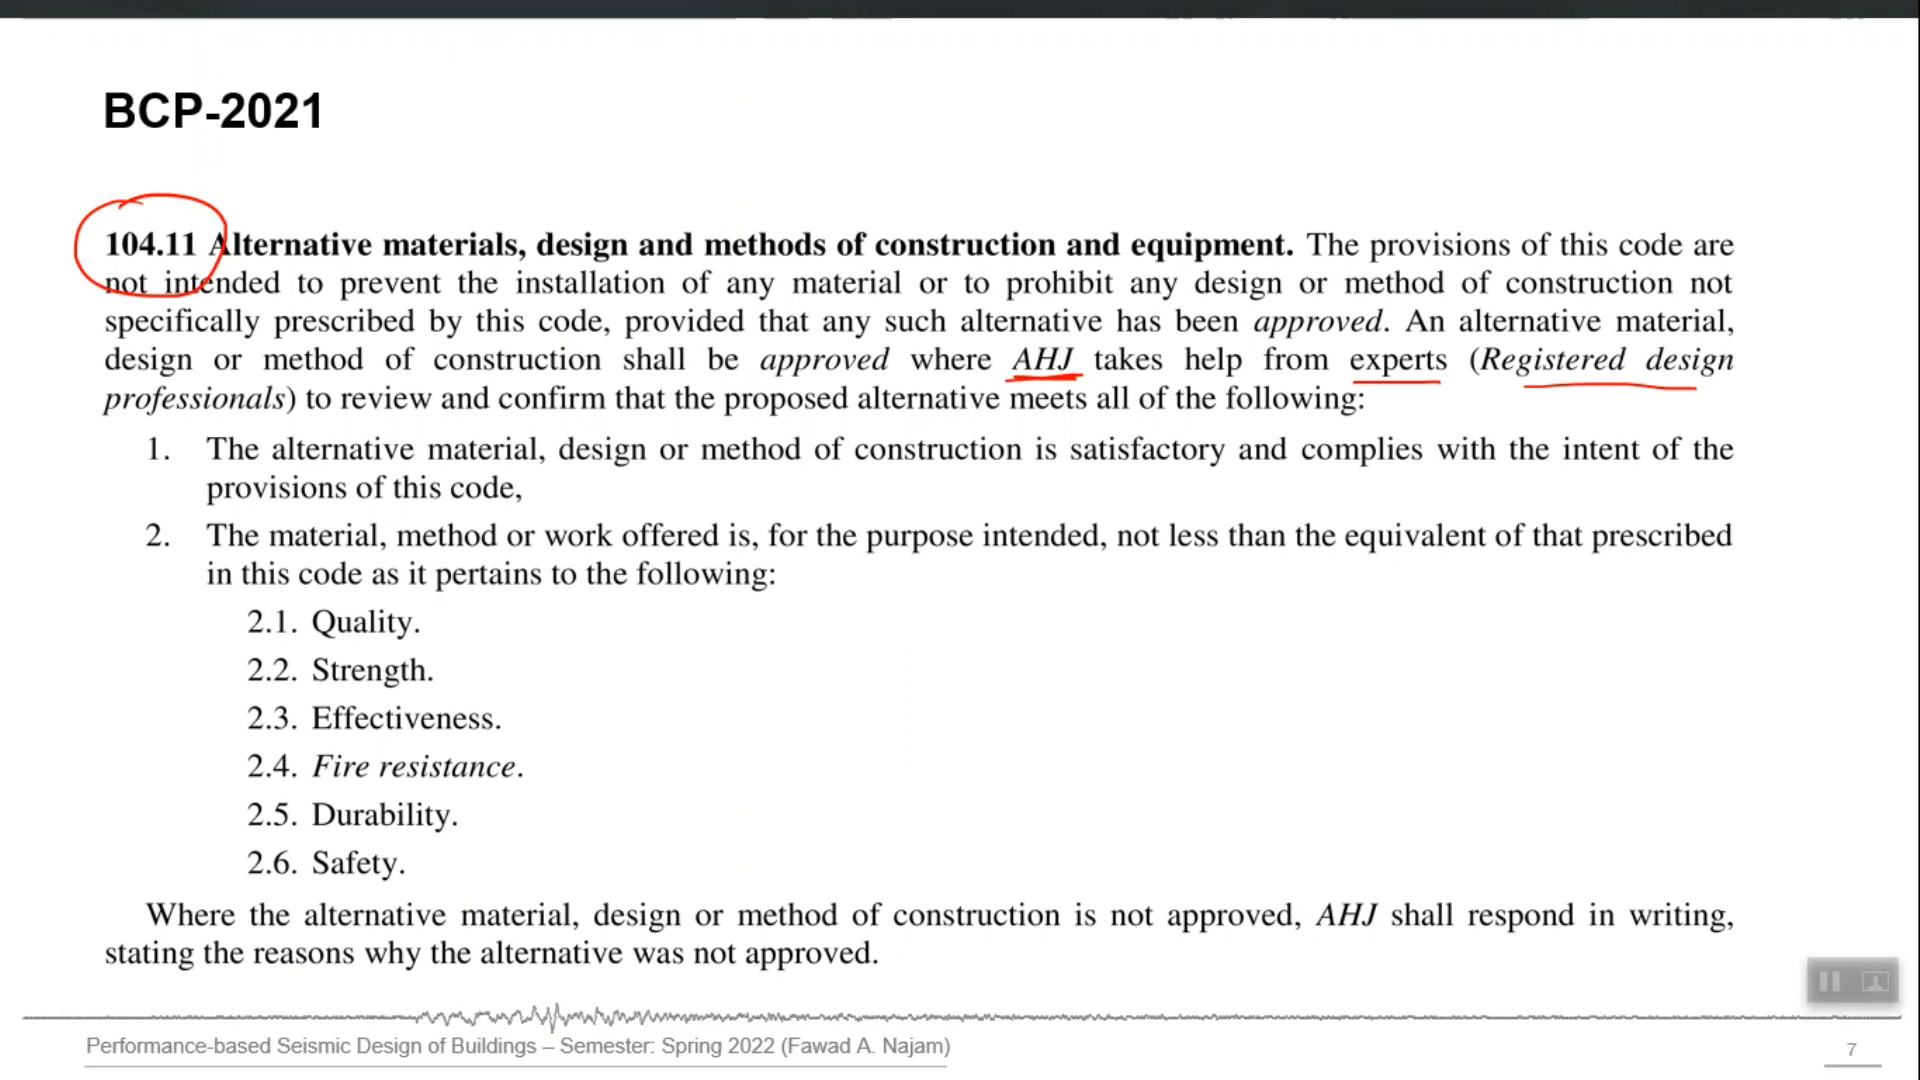 BCP-2021
104.11 Alternative materials, design and methods of construction and equipment. The provisions of this code are
not intended to prevent the installation of any material or to prohibit any design or method of construction not
specifically prescribed by this code, provided that any such alternative has been approved. An alternative material,
design or method of construction shall be approved where AHJ takes help from experts (Registered design
professionals) to review and confirm that the proposed alternative meets all of the following:
1. The alternative material, design or method of construction is satisfactory and complies with the intent of the
provisions of this code,
2. The material, method or work offered is, for the purpose intended, not less than the equivalent of that prescribed
in this code as it pertains to the following:
2.1. Quality.
2.2. Strength.
2.3. Effectiveness.
2.4. Fire resistance.
2.5. Durability.
2.6. Safety.
Where the alternative material, design or method of construction is not approved, AHJ shall respond in writing,
stating the reasons why the alternative was not approved.
Performance-based Seismic Design of Buildings – Semester: Spring 2022 (Fawad A. Najam)
7